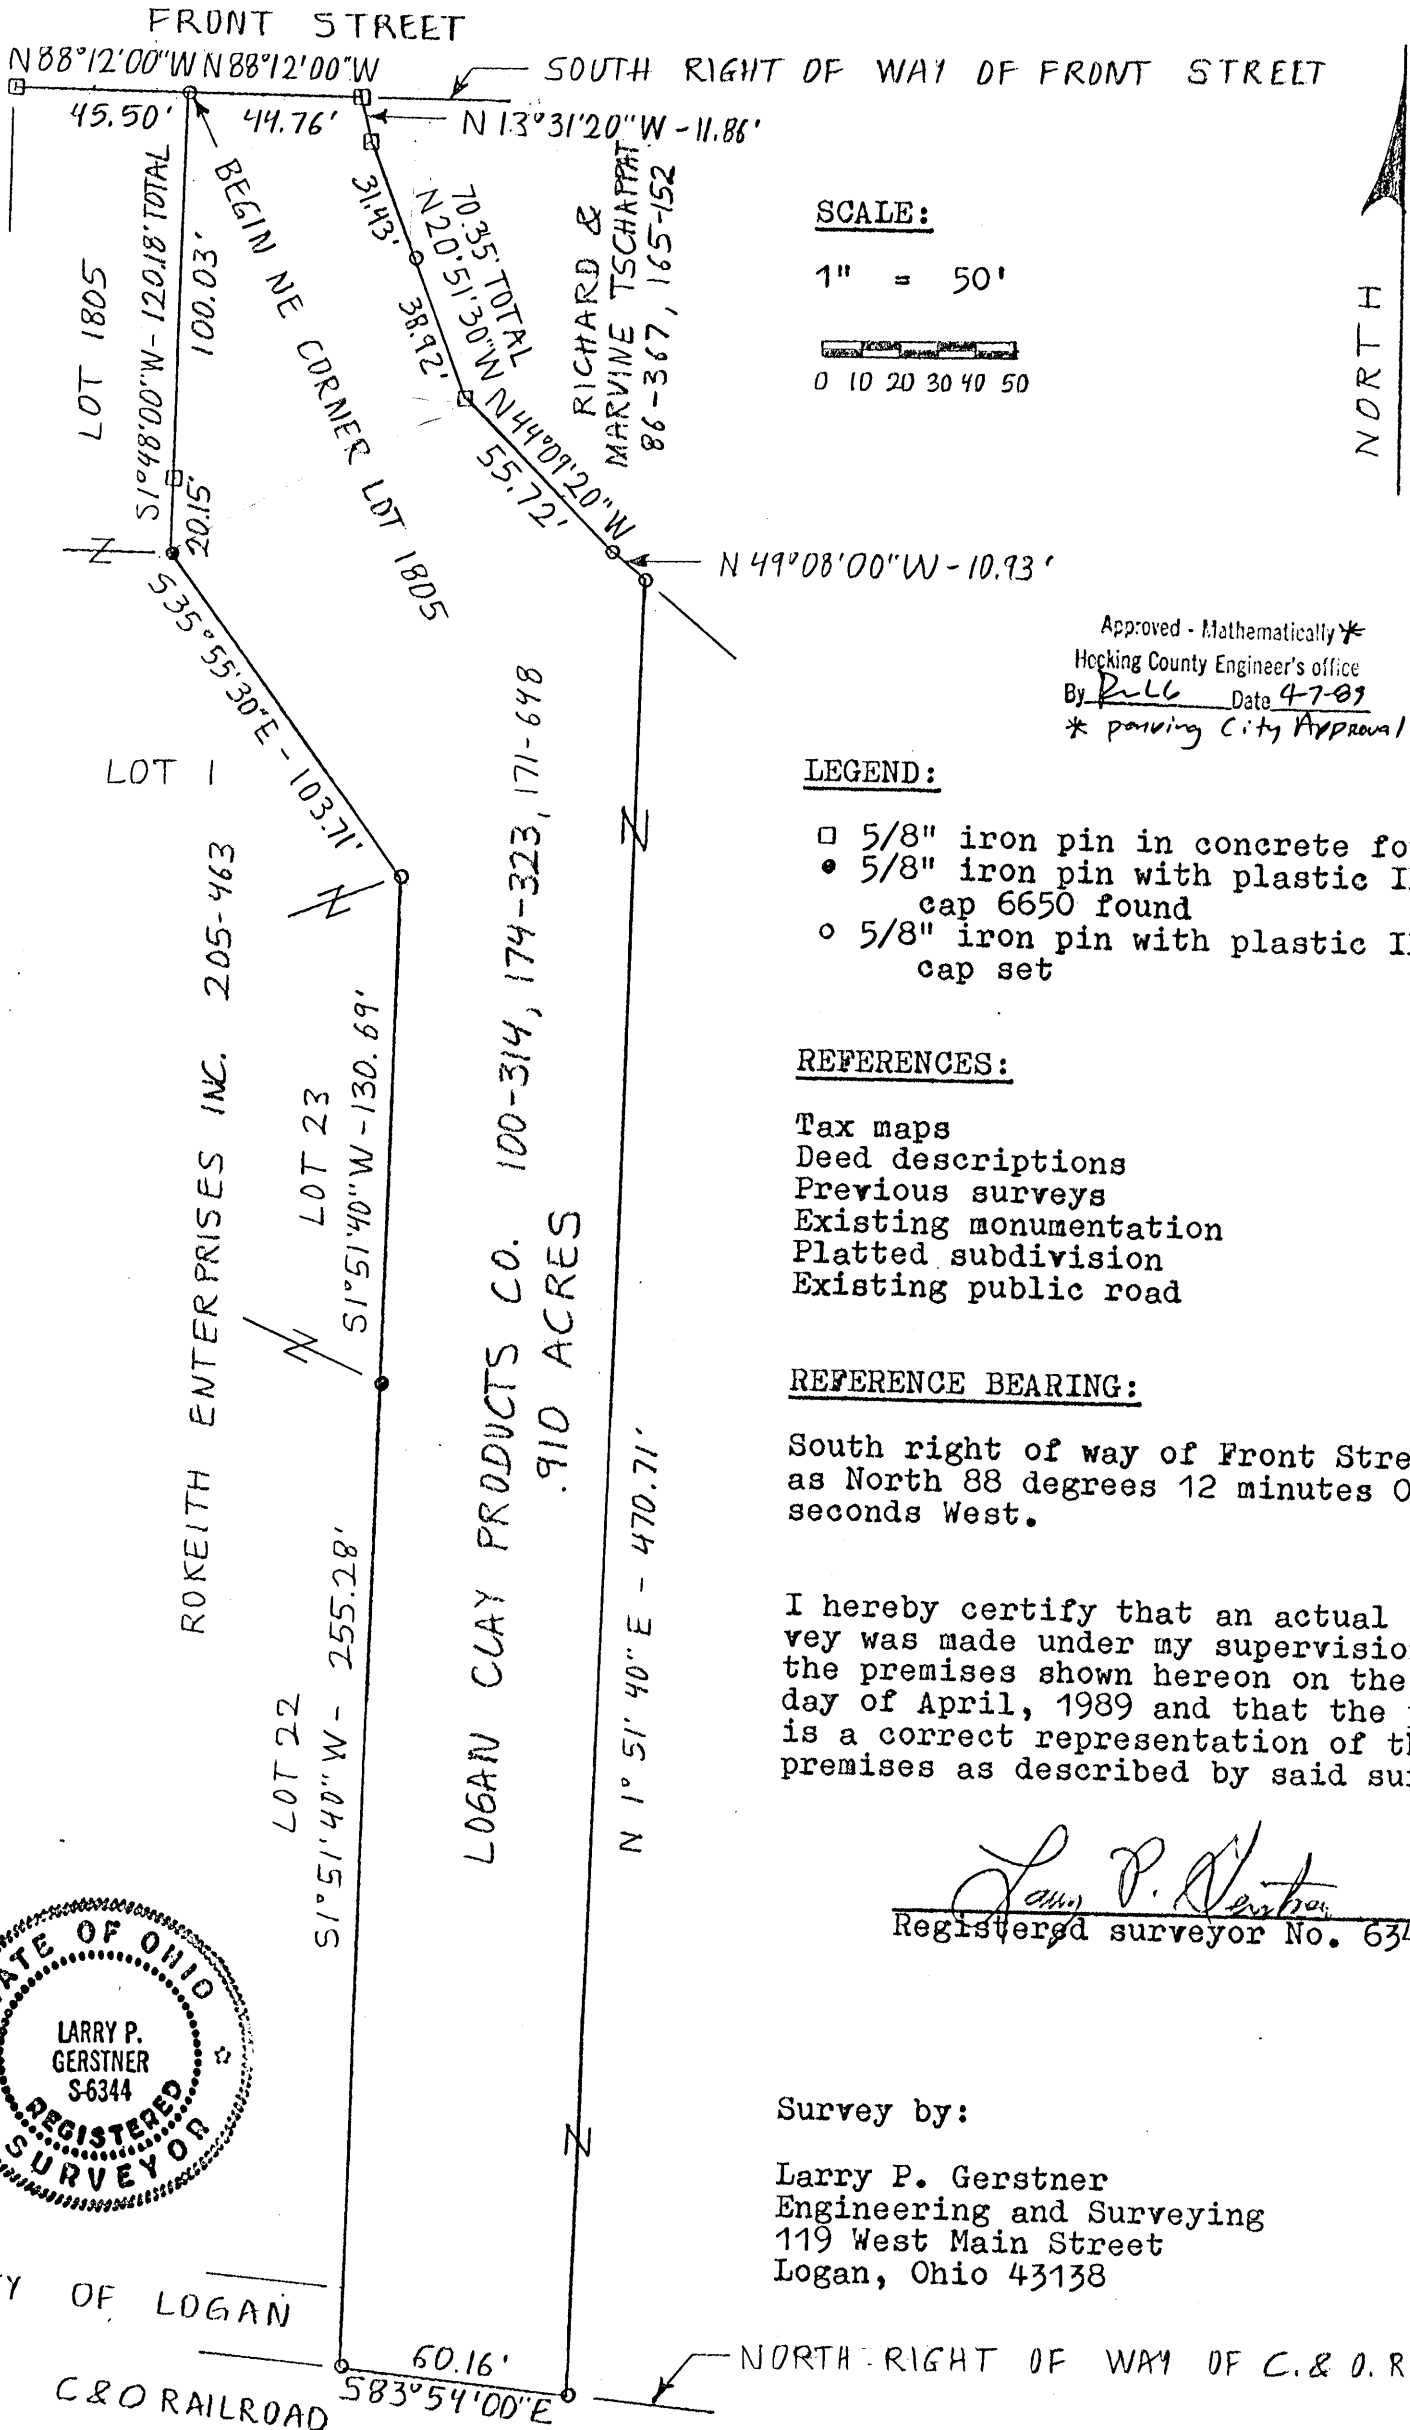 FRONT STREET
N88°12'00"W N88°12'00"W
SOUTH RIGHT OF WAY OF FRONT STREET
45.50' 44.76'
N 13°31'20"W - 11.86'
BEGIN NE CORNER LOT 1805
LOT 1805
S1°48'00"W - 120.18' TOTAL
100.03'
20.15'
31.43'
38.92'
70.35' TOTAL
N20°51'30"W
N44°09'20"W
55.72'
RICHARD &
MARVINE TSCHAPPAT
86-367, 165-152
N 49°08'00"W - 10.93'
SCALE:
1" = 50'
0 10 20 30 40 50
NORTH
Approved - Mathematically *
Hocking County Engineer's office
By Date 4-7-89
* City Approval
S35°55'30"E - 103.71'
LOT 1
ROKEITH ENTERPRISES INC. 205-463
LOT 23
S1°51'40"W - 130.69'
LOGAN CLAY PRODUCTS CO. 100-314, 174-323, 171-648
.910 ACRES
N 1° 51' 40" E - 470.71'
LOT 22
S1°51'40"W - 255.28'
LEGEND:
□ 5/8" iron pin in concrete fo
● 5/8" iron pin with plastic I
cap 6650 found
○ 5/8" iron pin with plastic I
cap set
REFERENCES:
Tax maps
Deed descriptions
Previous surveys
Existing monumentation
Platted subdivision
Existing public road
REFERENCE BEARING:
South right of way of Front Stre
as North 88 degrees 12 minutes 0
seconds West.
I hereby certify that an actual
vey was made under my supervisio
the premises shown hereon on the
day of April, 1989 and that the
is a correct representation of t
premises as described by said su
Larry P. Gerstner
Registered surveyor No. 634
ATE OF OHIO
LARRY P.
GERSTNER
S-6344
REGISTERED
SURVEYOR
Survey by:
Larry P. Gerstner
Engineering and Surveying
119 West Main Street
Logan, Ohio 43138
Y OF LOGAN
60.16'
S83°54'00"E
C&O RAILROAD
NORTH RIGHT OF WAY OF C. & O. R